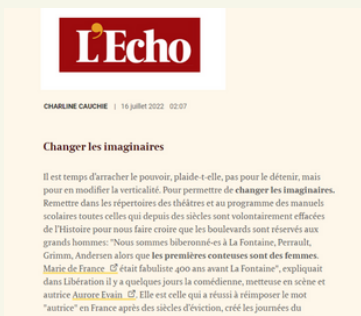 L'Echo
CHARLINE CAUCHIE | 16 juillet 2022 02:07
Changer les imaginaires
Il est temps d'arracher le pouvoir, plaide-t-elle, pas pour le détenir, mais
pour en modifier la verticalité. Pour permettre de changer les imaginaires.
Remettre dans les répertoires des théâtres et au programme des manuels
scolaires toutes celles qui depuis des siècles sont volontairement effacées
de l'Histoire pour nous faire croire que les boulevards sont réservés aux
grands hommes: "Nous sommes biberonné-es à La Fontaine, Perrault,
Grimm, Andersen alors que les premières conteuses sont des femmes.
Marie de France était fabuliste 400 ans avant La Fontaine", expliquait
dans Libération il y a quelques jours la comédienne, metteuse en scène et
autrice Aurore Evain. Elle est celle qui a réussi à réimposer le mot
"autrice" en France après des siècles d'éviction, créé les journées du